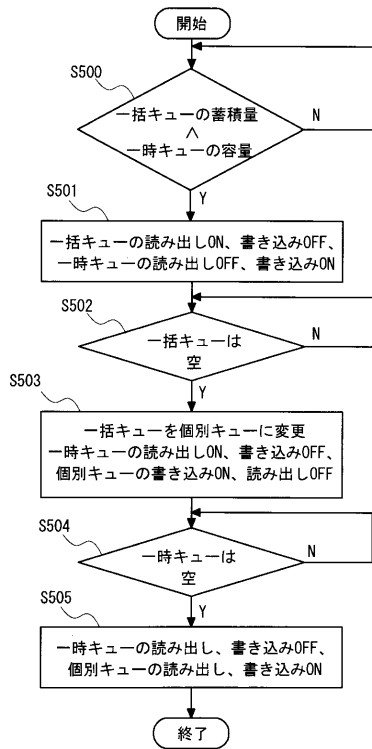 開始
S500
一括キューの蓄積量
∧
一時キューの容量
N
Y
S501
一括キューの読み出しON、書き込みOFF、
一時キューの読み出しOFF、書き込みON
S502
一括キューは
空
N
Y
S503
一括キューを個別キューに変更
一時キューの読み出しON、書き込みOFF、
個別キューの書き込みON、読み出しOFF
S504
一時キューは
空
N
Y
S505
一時キューの読み出し、書き込みOFF、
個別キューの読み出し、書き込みON
終了